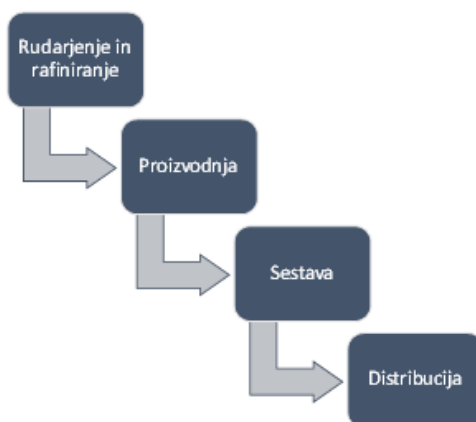 Rudarjenje in
rafiniranje
Proizvodnja
Sestava
Distribucija